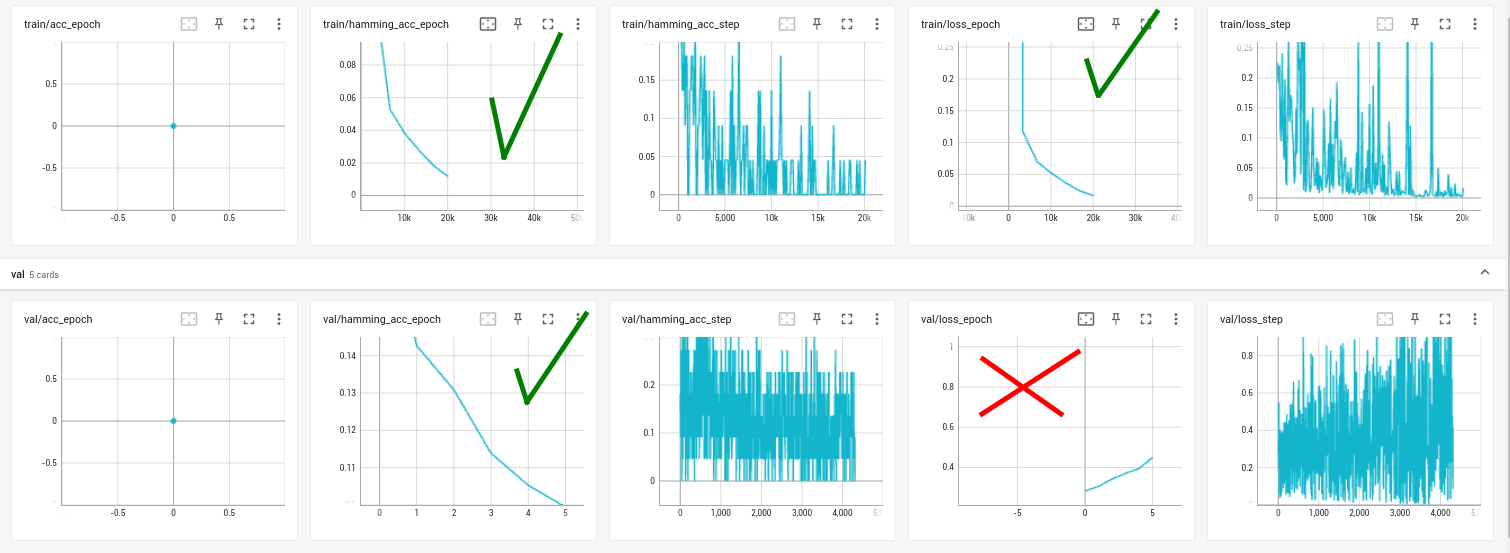 train/acc_epoch
0.5
0
-0.5
-0.5 0 0.5
train/hamming_acc_epoch
0.08
0.06
0.04
0.02
0
10k 20k 30k 40k 50k
train/hamming_acc_step
0.15
0.1
0.05
0
0 5,000 10k 15k 20k
train/loss_epoch
0.25
0.2
0.15
0.1
0.05
0
10k 0 10k 20k 30k 40
train/loss_step
0.25
0.2
0.15
0.1
0.05
0
0 5,000 10k 15k 20k
val 5 cards
val/acc_epoch
0.5
0
-0.5
-0.5 0 0.5
val/hamming_acc_epoch
0.14
0.13
0.12
0.11
0 1 2 3 4 5
val/hamming_acc_step
0.2
0.1
0
0 1,000 2,000 3,000 4,000 5,
val/loss_epoch
1
0.8
0.6
0.4
-5 0 5
val/loss_step
0.8
0.6
0.4
0.2
0 1,000 2,000 3,000 4,000 5,